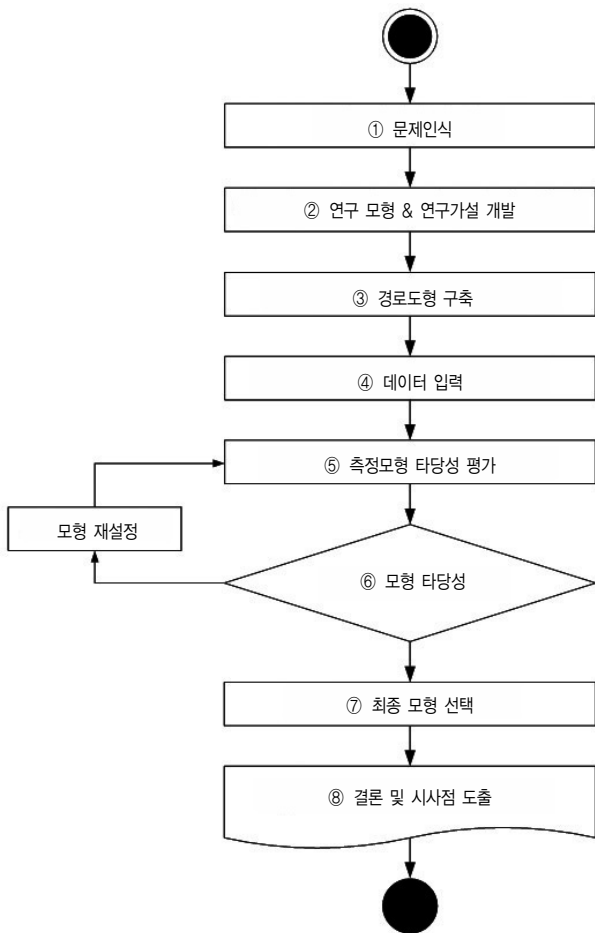 ① 문제인식
② 연구 모형 & 연구가설 개발
③ 경로도형 구축
④ 데이터 입력
⑤ 측정모형 타당성 평가
모형 재설정
⑥ 모형 타당성
⑦ 최종 모형 선택
⑧ 결론 및 시사점 도출